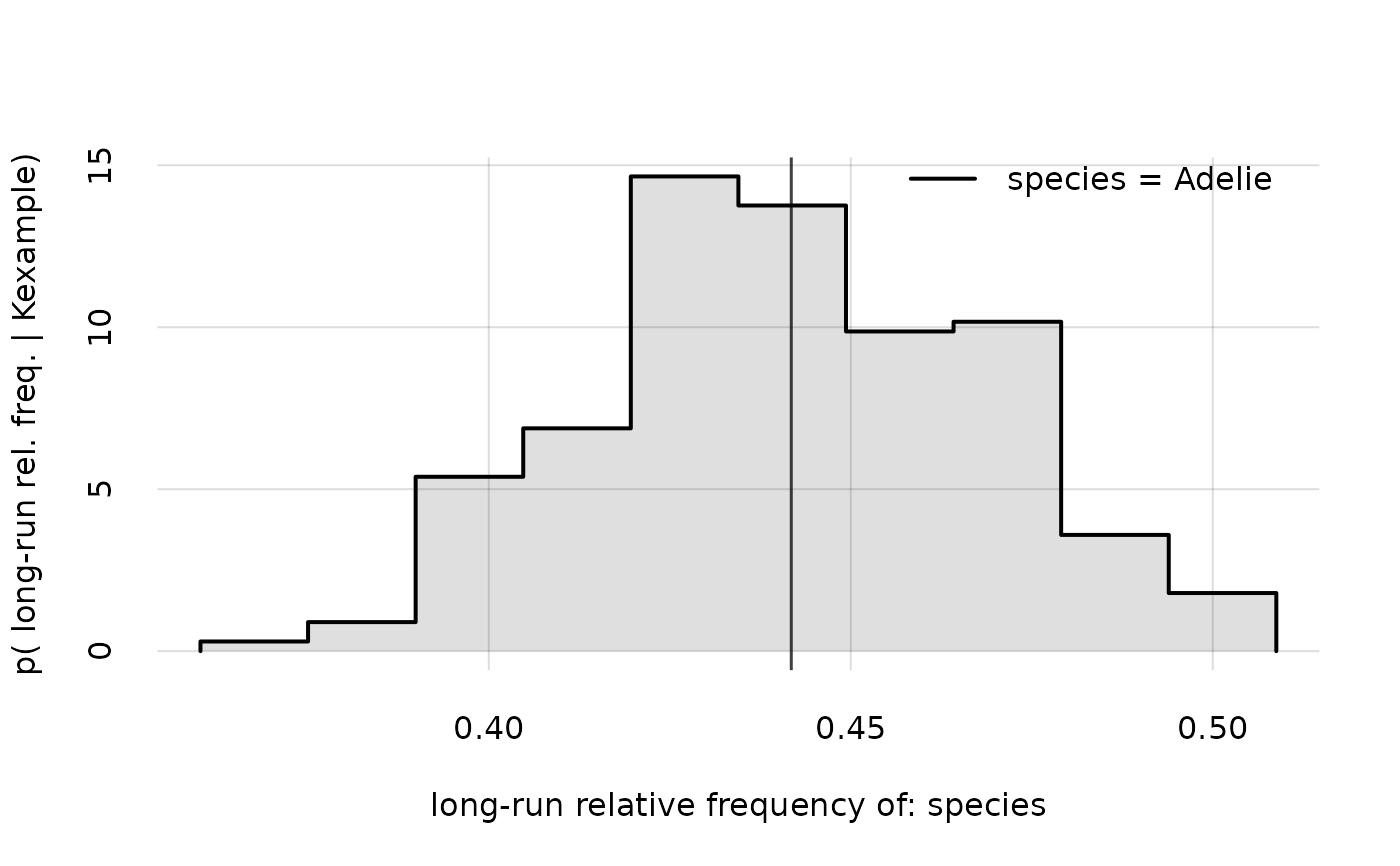 p( long-run rel. freq. | Kexample)
15
10
5
0
species = Adelie
0.40 0.45 0.50
long-run relative frequency of: species